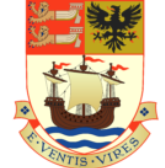 E · VENTIS · VIRES